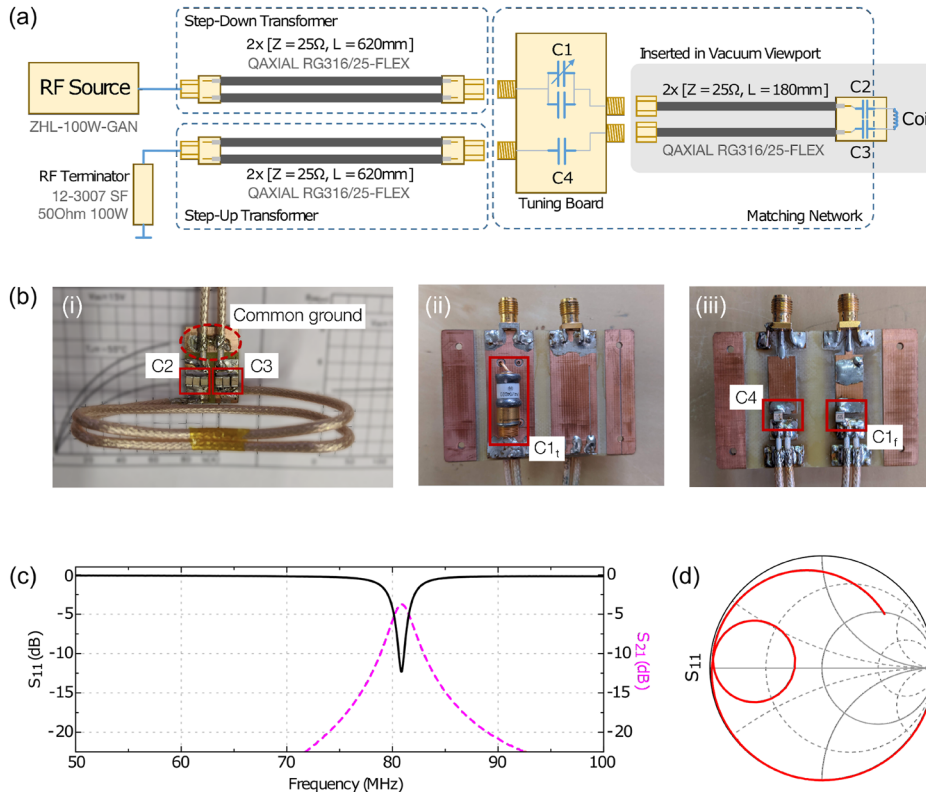 (a)
Step-Down Transformer
2x [Z = 25Ω, L = 620mm]
QAXIAL RG316/25-FLEX
RF Source
ZHL-100W-GAN
C1
Inserted in Vacuum Viewport
2x [Z = 25Ω, L = 180mm]
C2
Coi
QAXIAL RG316/25-FLEX
C3
RF Terminator
12-3007 SF
50Ohm 100W
2x [Z = 25Ω, L = 620mm]
QAXIAL RG316/25-FLEX
Step-Up Transformer
C4
Tuning Board
Matching Network
(b)
(i)
Common ground
C2
C3
(ii)
C1t
(iii)
C4
C1f
(c)
0
-5
-10
-15
-20
S11 (dB)
0
-5
-10
-15
-20
S21 (dB)
50
60
70
80
90
100
Frequency (MHz)
(d)
S11